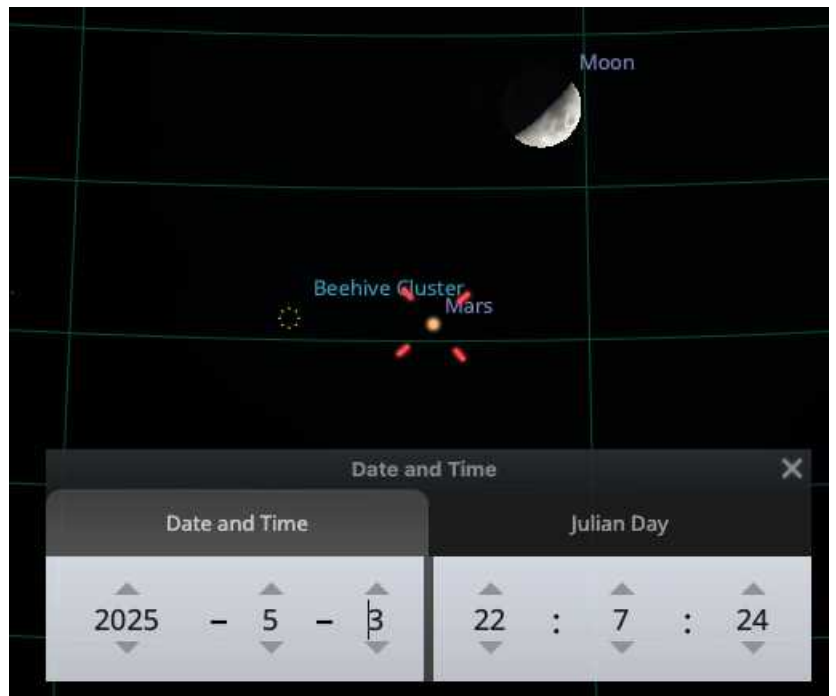 Moon
Beehive Cluster
Mars
Date and Time
Date and Time Julian Day
2025 - 5 - 3 22 : 7 : 24